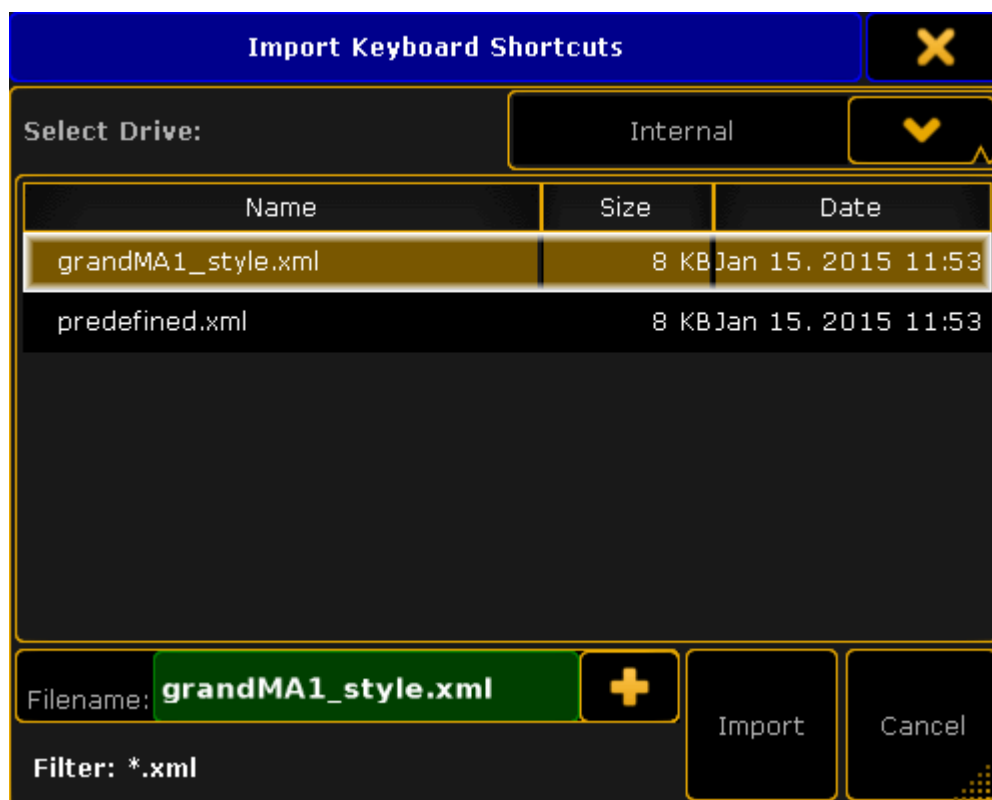 Import Keyboard Shortcuts
Select Drive: Internal
Name Size Date
grandMA1_style.xml 8 KB Jan 15. 2015 11:53
predefined.xml 8 KB Jan 15. 2015 11:53
Filename: grandMA1_style.xml
Import Cancel
Filter: *.xml